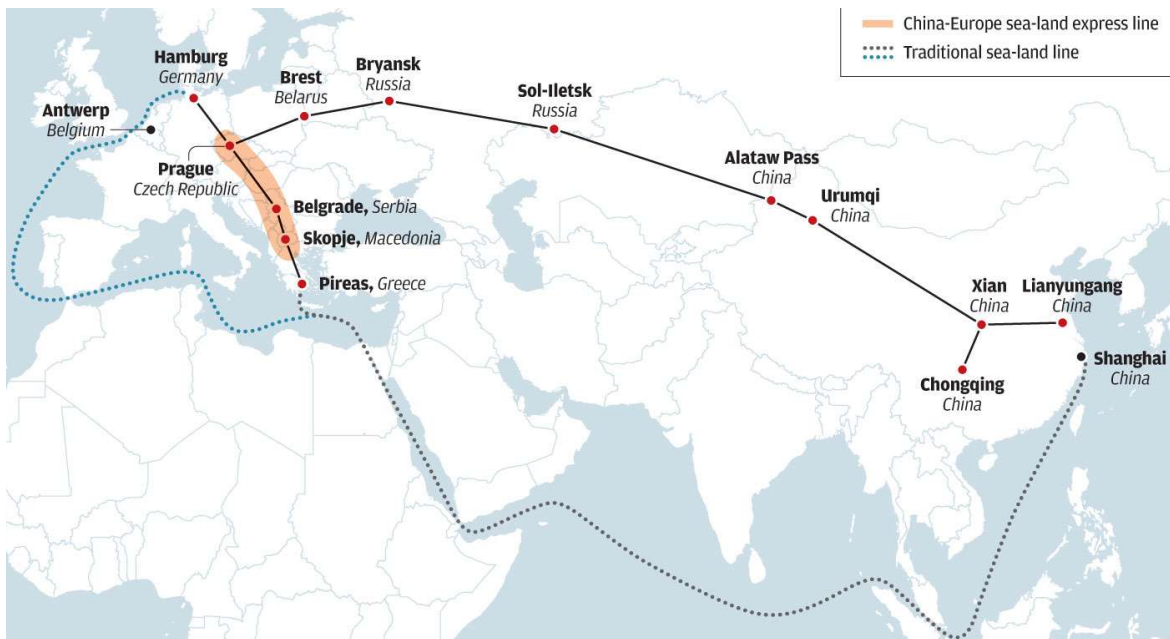 China-Europe sea-land express line
Traditional sea-land line
Hamburg
Germany
Antwerp
Belgium
Prague
Czech Republic
Brest
Belarus
Bryansk
Russia
Sol-Iletsk
Russia
Alataw Pass
China
Urumqi
China
Belgrade, Serbia
Skopje, Macedonia
Pireas, Greece
Xian
China
Lianyungang
China
Shanghai
China
Chongqing
China